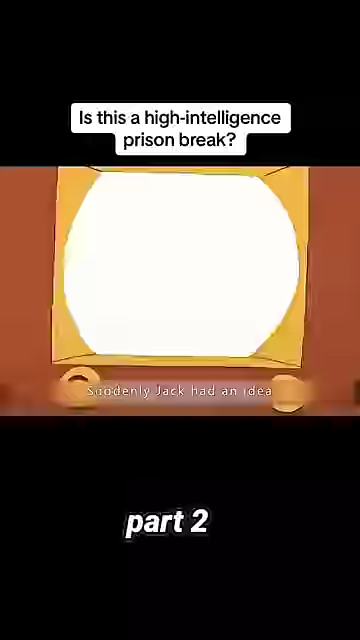 Is this a high-intelligence
prison break?
Suddenly Jack had an idea
part 2